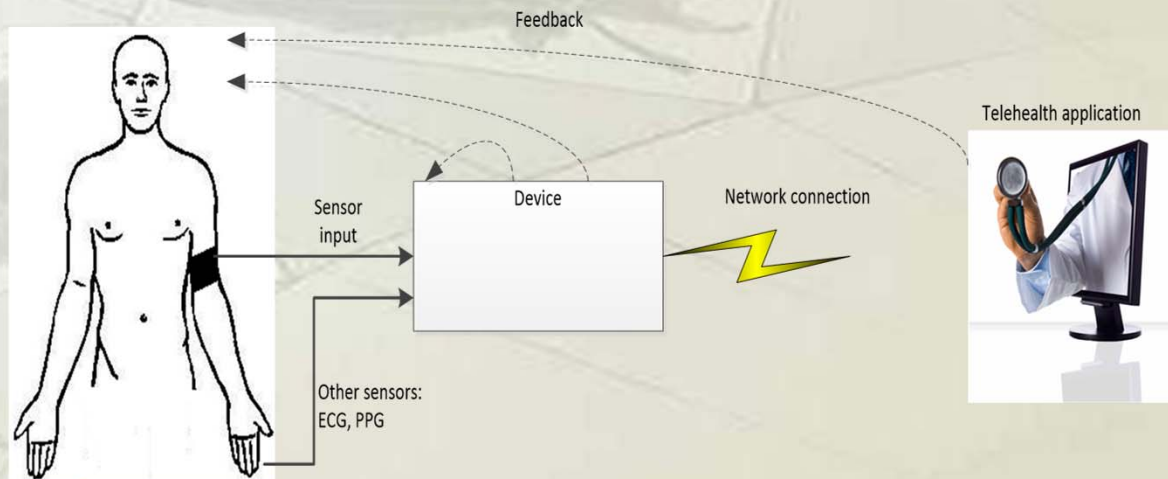 Feedback
Telehealth application
Device
Sensor
input
Network connection
Other sensors:
ECG, PPG